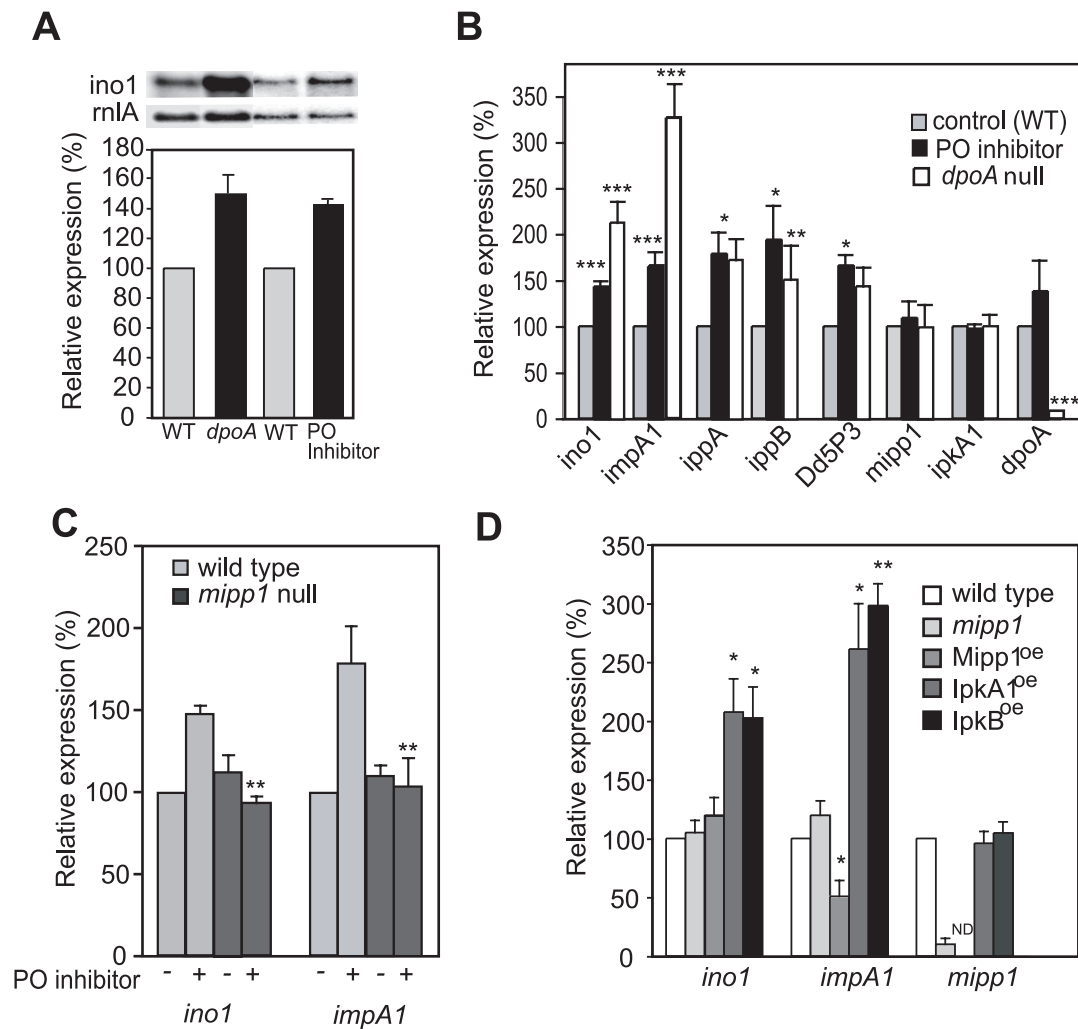 A
ino1
rnlA
Relative expression (%)
180
160
140
120
100
80
60
40
20
0
WT dpoA WT PO Inhibitor
B
Relative expression (%)
350
300
250
200
150
100
50
0
control (WT)
PO inhibitor
dpoA null
*** *** *** *** * * ** * ***
ino1 impA1 ippA ippB Dd5P3 mipp1 ipkA1 dpoA
C
Relative expression (%)
250
200
150
100
50
0
wild type
mipp1 null
** **
PO inhibitor - + - + - + - +
ino1 impA1
D
Relative expression (%)
350
300
250
200
150
100
50
0
wild type
mipp1
Mipp1oe
IpkA1oe
IpkBoe
* * * * ** ND
ino1 impA1 mipp1